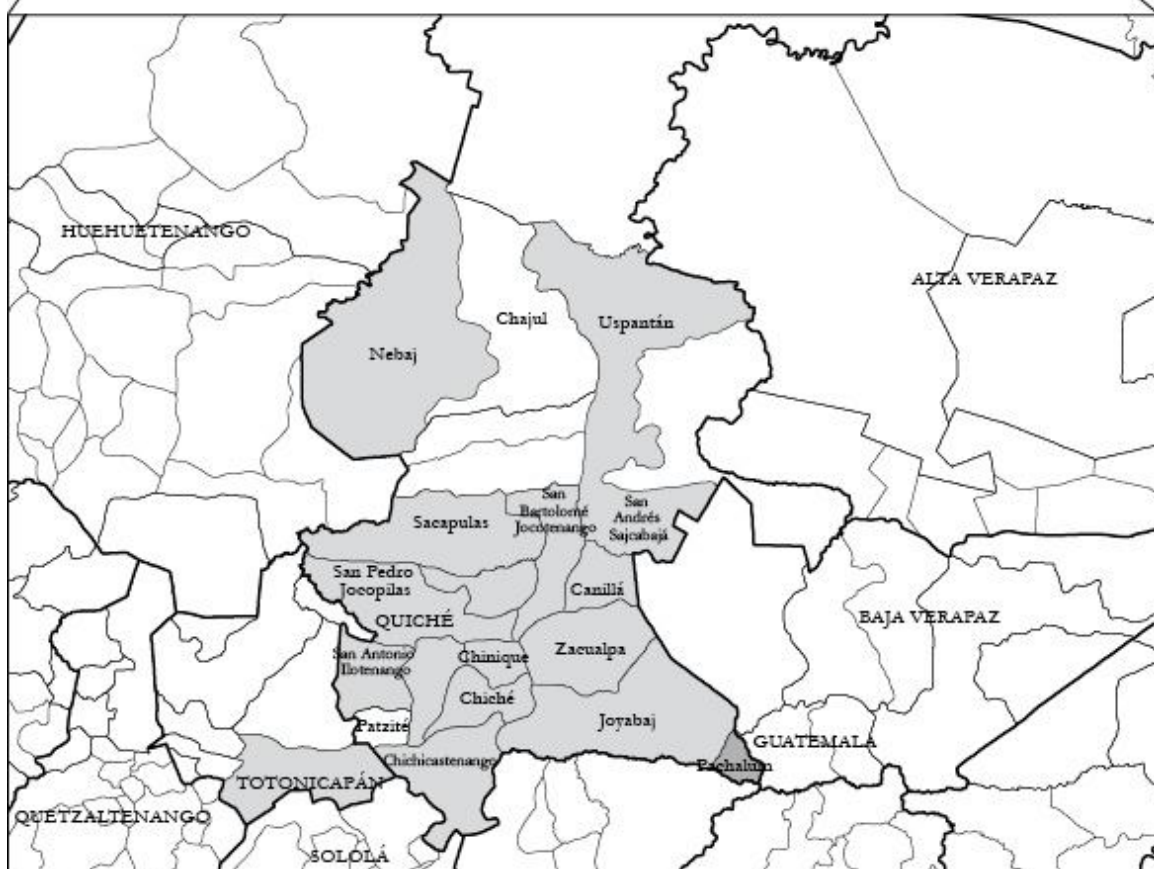 HUEHUETENANGO
ALTA VERAPAZ
Chajul
Uspantán
Nebaj
San
Bartolomé
Jocotenango
San
Andrés
Sajcabajá
Sacapulas
San Pedro
Jocopilas
Canillá
QUICHÉ
BAJA VERAPAZ
San Antonio
Ilotenango
Chinique
Zacualpa
Chiché
Patzité
Joyabaj
GUATEMALA
Chichicastenango
Pachalum
TOTONICAPÁN
QUETZALTENANGO
SOLOLÁ